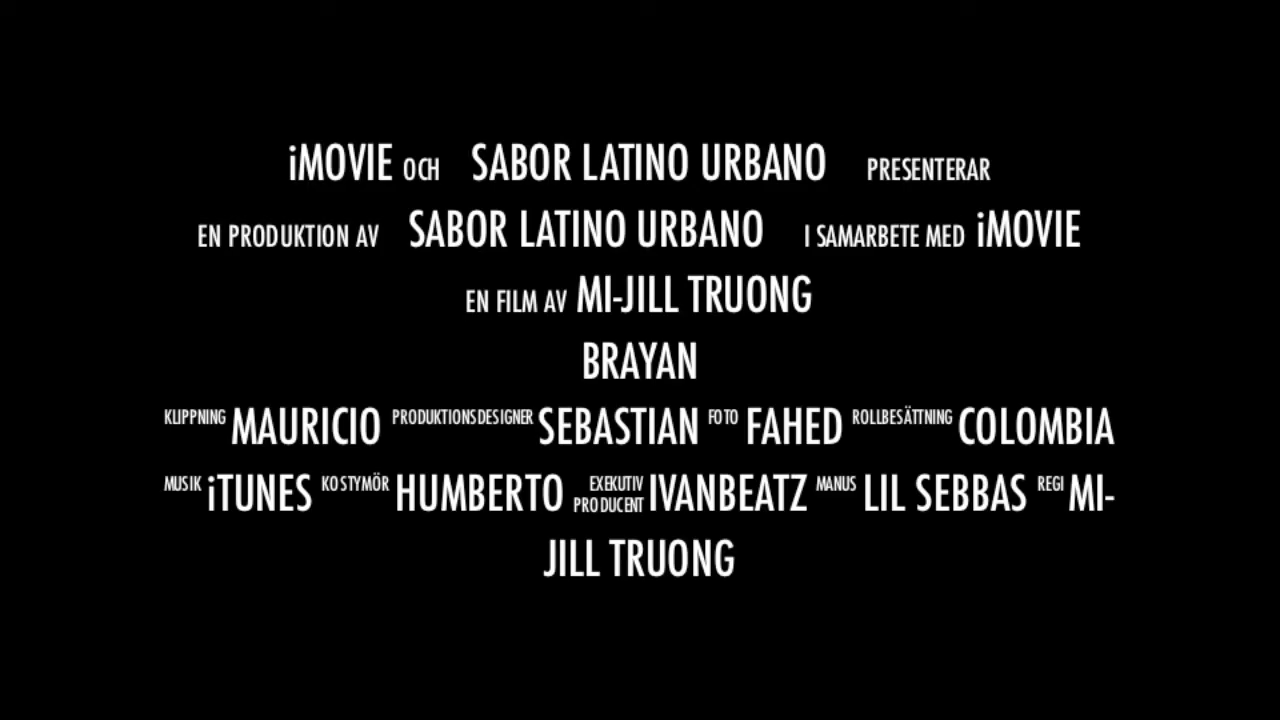 iMOVIE OCH SABOR LATINO URBANO PRESENTERAR
EN PRODUKTION AV SABOR LATINO URBANO I SAMARBETE MED iMOVIE
EN FILM AV MI-JILL TRUONG
BRAYAN
KLIPPNING MAURICIO PRODUKTIONSDESIGNER SEBASTIAN FOTO FAHED ROLLBESÄTTNING COLOMBIA
MUSIK iTUNES KOSTYMÖR HUMBERTO EXEKUTIV PRODUCENT IVANBEATZ MANUS LIL SEBBAS REGI MI-
JILL TRUONG